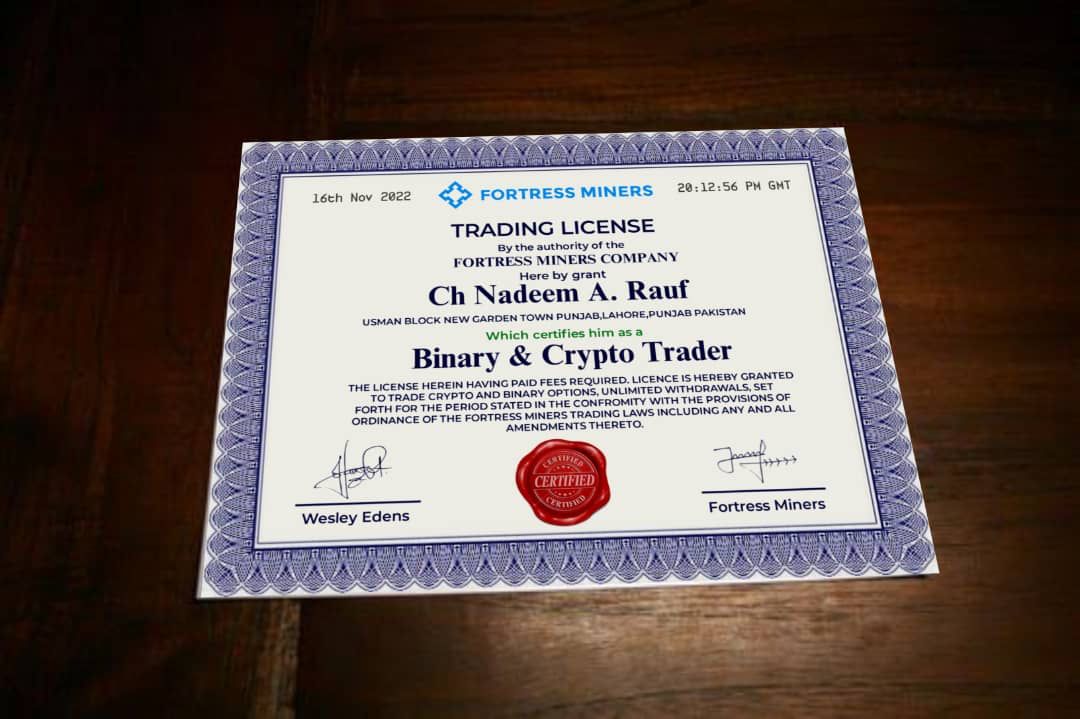 16th Nov 2022
FORTRESS MINERS
20:12:56 PM GMT
TRADING LICENSE
By the authority of the
FORTRESS MINERS COMPANY
Here by grant
Ch Nadeem A. Rauf
USMAN BLOCK NEW GARDEN TOWN PUNJAB,LAHORE,PUNJAB PAKISTAN
Which certifies him as a
Binary & Crypto Trader
THE LICENSE HEREIN HAVING PAID FEES REQUIRED. LICENCE IS HEREBY GRANTED
TO TRADE CRYPTO AND BINARY OPTIONS, UNLIMITED WITHDRAWALS, SET
FORTH FOR THE PERIOD STATED IN THE CONFROMITY WITH THE PROVISIONS OF
ORDINANCE OF THE FORTRESS MINERS TRADING LAWS INCLUDING ANY AND ALL
AMENDMENTS THERETO.
CERTIFIED
CERTIFIED
CERTIFIED
Wesley Edens
Fortress Miners